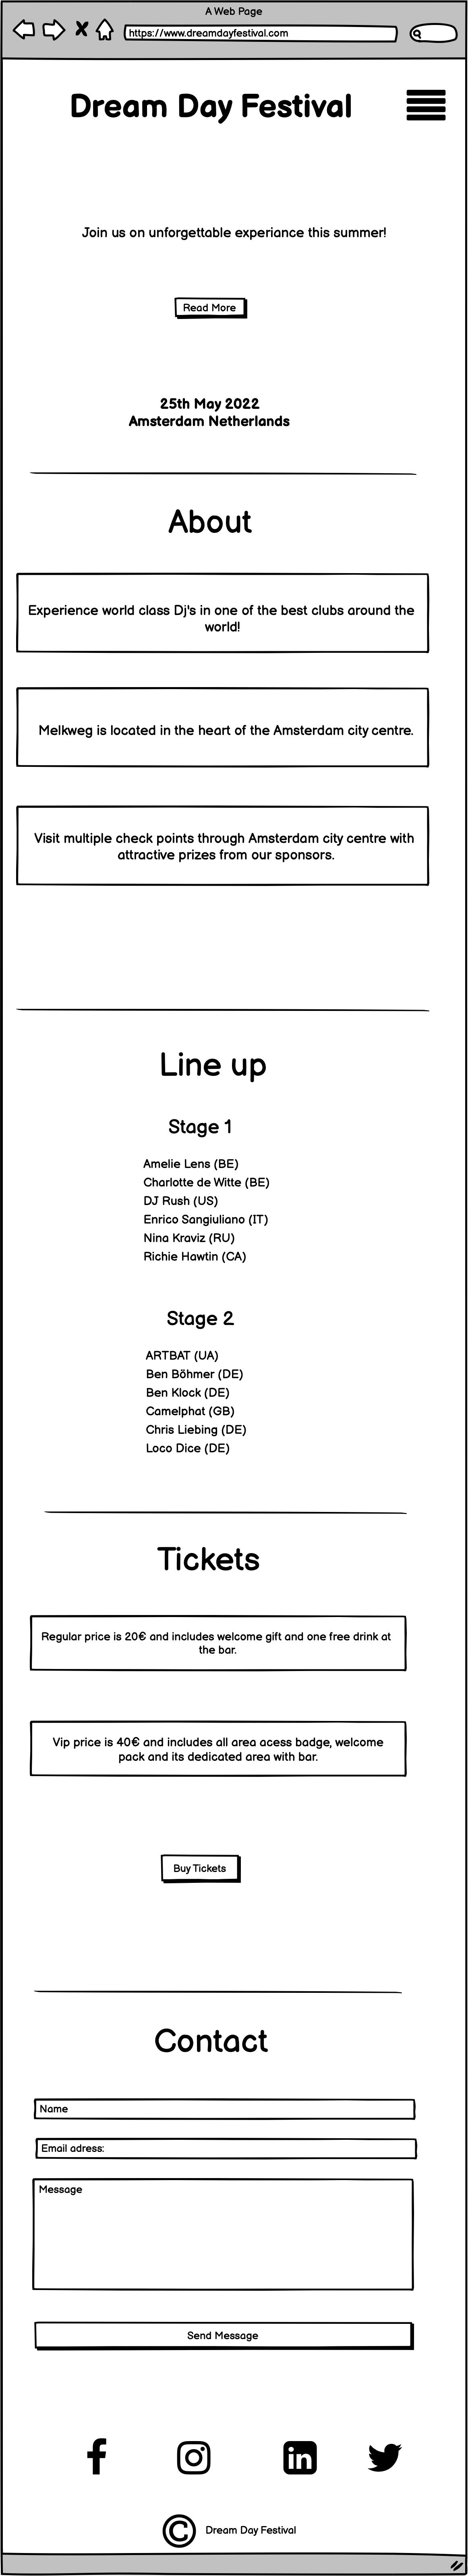 A Web Page
https://www.dreamdayfestival.com
Dream Day Festival
Join us on unforgettable experiance this summer!
Read More
25th May 2022
Amsterdam Netherlands
About
Experience world class Dj's in one of the best clubs around the
world!
Melkweg is located in the heart of the Amsterdam city centre.
Visit multiple check points through Amsterdam city centre with
attractive prizes from our sponsors.
Line up
Stage 1
Amelie Lens (BE)
Charlotte de Witte (BE)
DJ Rush (US)
Enrico Sangiuliano (IT)
Nina Kraviz (RU)
Richie Hawtin (CA)
Stage 2
ARTBAT (UA)
Ben Böhmer (DE)
Ben Klock (DE)
Camelphat (GB)
Chris Liebing (DE)
Loco Dice (DE)
Tickets
Regular price is 20€ and includes welcome gift and one free drink at
the bar.
Vip price is 40€ and includes all area acess badge, welcome
pack and its dedicated area with bar.
Buy Tickets
Contact
Name
Email adress:
Message
Send Message
© Dream Day Festival